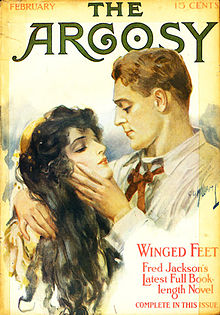 THE
FEBRUARY 15 CENTS
ARGOSY
WINGED FEET
Fred Jackson's
Latest Full Book-
length Novel
COMPLETE IN THIS ISSUE